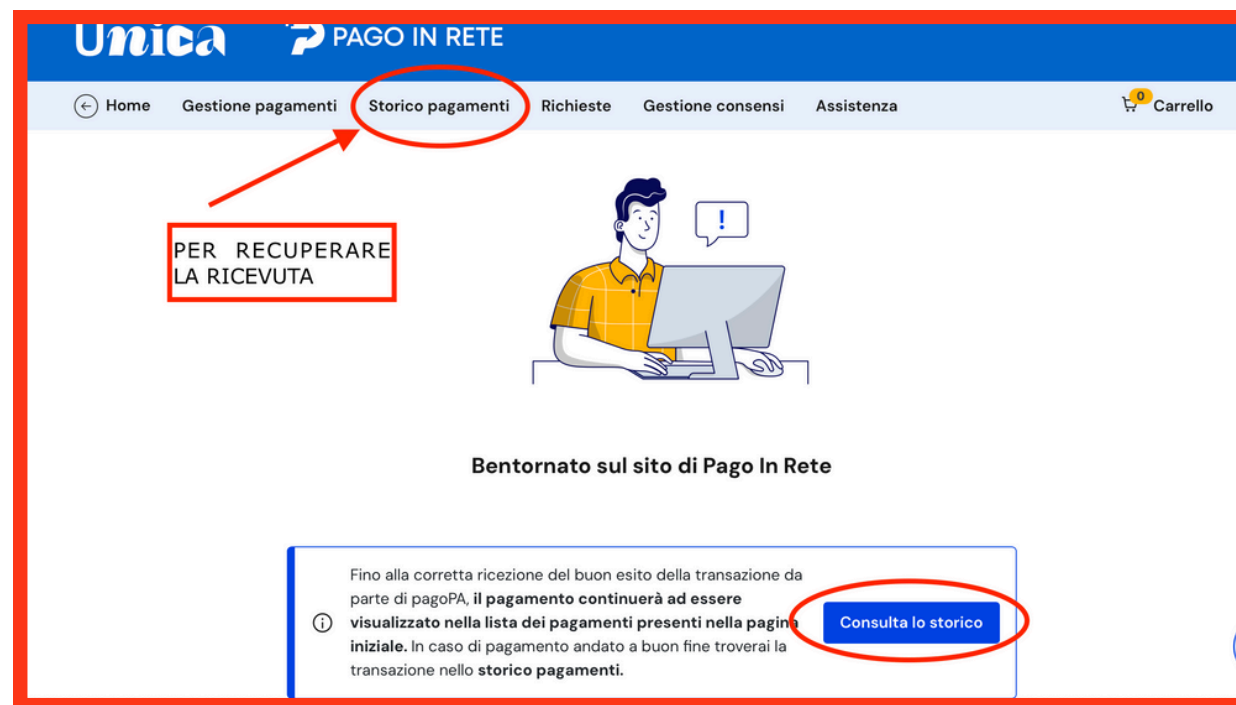 Unica PAGO IN RETE
Home Gestione pagamenti Storico pagamenti Richieste Gestione consensi Assistenza 0 Carrello
!
PER RECUPERARE
LA RICEVUTA
Bentornato sul sito di Pago In Rete
Fino alla corretta ricezione del buon esito della transazione da
parte di pagoPA, il pagamento continuerà ad essere
visualizzato nella lista dei pagamenti presenti nella pagina
iniziale. In caso di pagamento andato a buon fine troverai la
transazione nello storico pagamenti.
Consulta lo storico